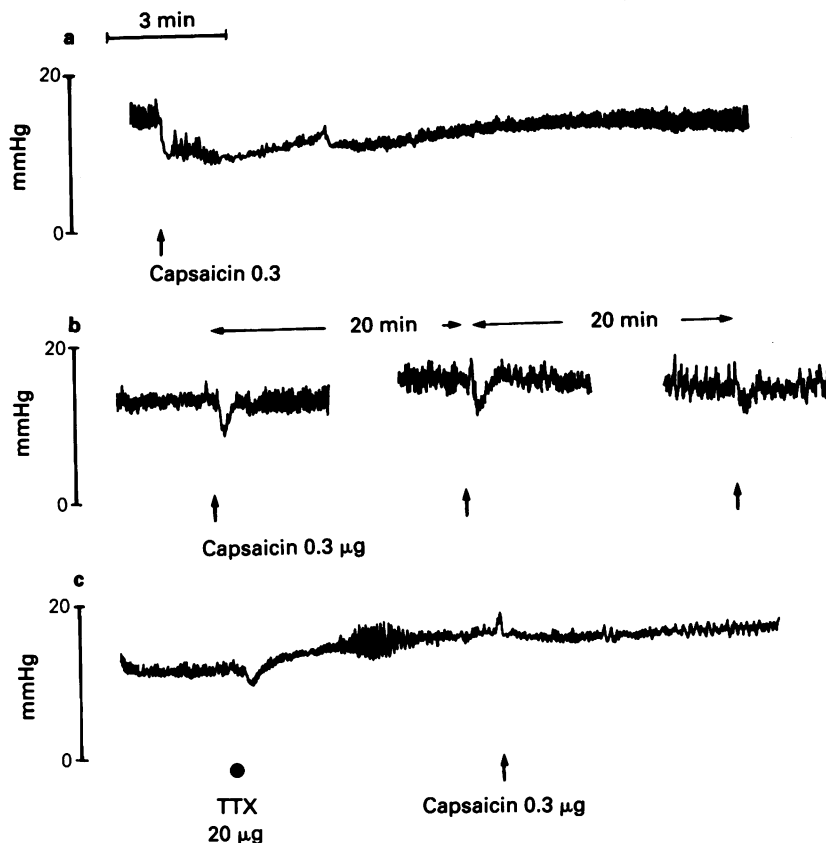 3 min
a
20
mmHg
0
Capsaicin 0.3
b
20 min
20 min
20
mmHg
0
Capsaicin 0.3 μg
c
20
mmHg
0
TTX
20 μg
Capsaicin 0.3 μg